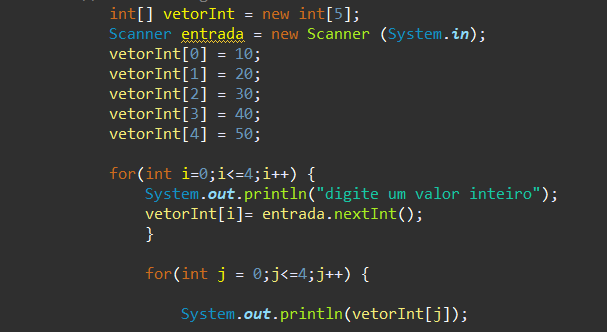 int[] vetorInt = new int[5];
Scanner entrada = new Scanner (System.in);
vetorInt[0] = 10;
vetorInt[1] = 20;
vetorInt[2] = 30;
vetorInt[3] = 40;
vetorInt[4] = 50;
for(int i=0;i<=4;i++) {
System.out.println("digite um valor inteiro");
vetorInt[i]= entrada.nextInt();
}
for(int j = 0;j<=4;j++) {
System.out.println(vetorInt[j]);